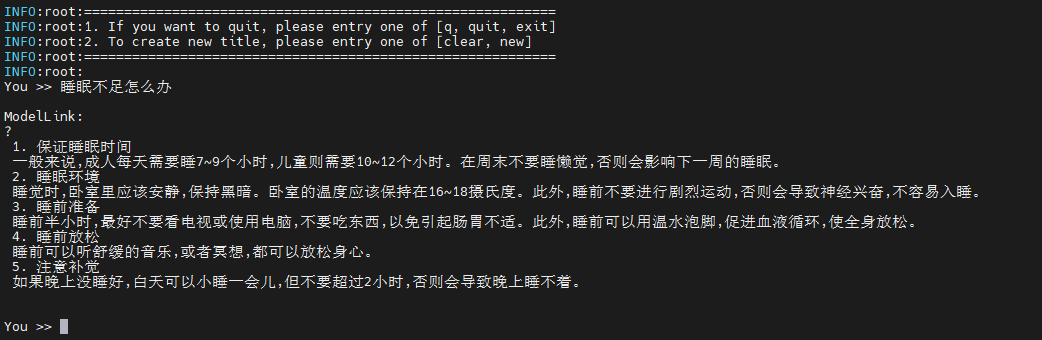 INFO:root:==========================================================
INFO:root:1. If you want to quit, please entry one of [q, quit, exit]
INFO:root:2. To create new title, please entry one of [clear, new]
INFO:root:==========================================================
INFO:root:
You >> 睡眠不足怎么办
ModelLink:
?
1. 保证睡眠时间
一般来说,成人每天需要睡7~9个小时,儿童则需要10~12个小时。在周末不要睡懒觉,否则会影响下一周的睡眠。
2. 睡眠环境
睡觉时,卧室里应该安静,保持黑暗。卧室的温度应该保持在16~18摄氏度。此外,睡前不要进行剧烈运动,否则会导致神经兴奋,不容易入睡。
3. 睡前准备
睡前半小时,最好不要看电视或使用电脑,不要吃东西,以免引起肠胃不适。此外,睡前可以用温水泡脚,促进血液循环,使全身放松。
4. 睡前放松
睡前可以听舒缓的音乐,或者冥想,都可以放松身心。
5. 注意补觉
如果晚上没睡好,白天可以小睡一会儿,但不要超过2小时,否则会导致晚上睡不着。
You >>